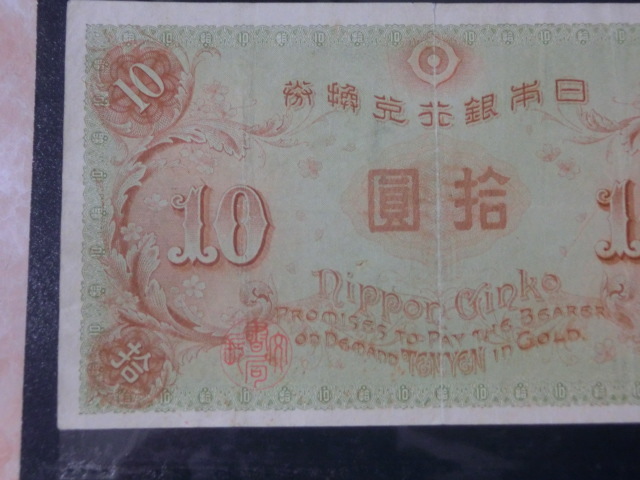 10
日本銀行兌換券
拾圓
10
1
Nippon Ginko
PROMISES TO PAY THE BEARER
ON DEMAND TEN YEN IN GOLD.
拾